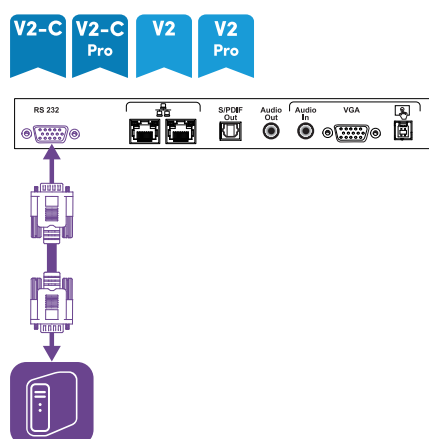 V2-C
V2-C
Pro
V2
V2
Pro
RS 232
S/PDIF
Out
Audio
Out
Audio
In
VGA